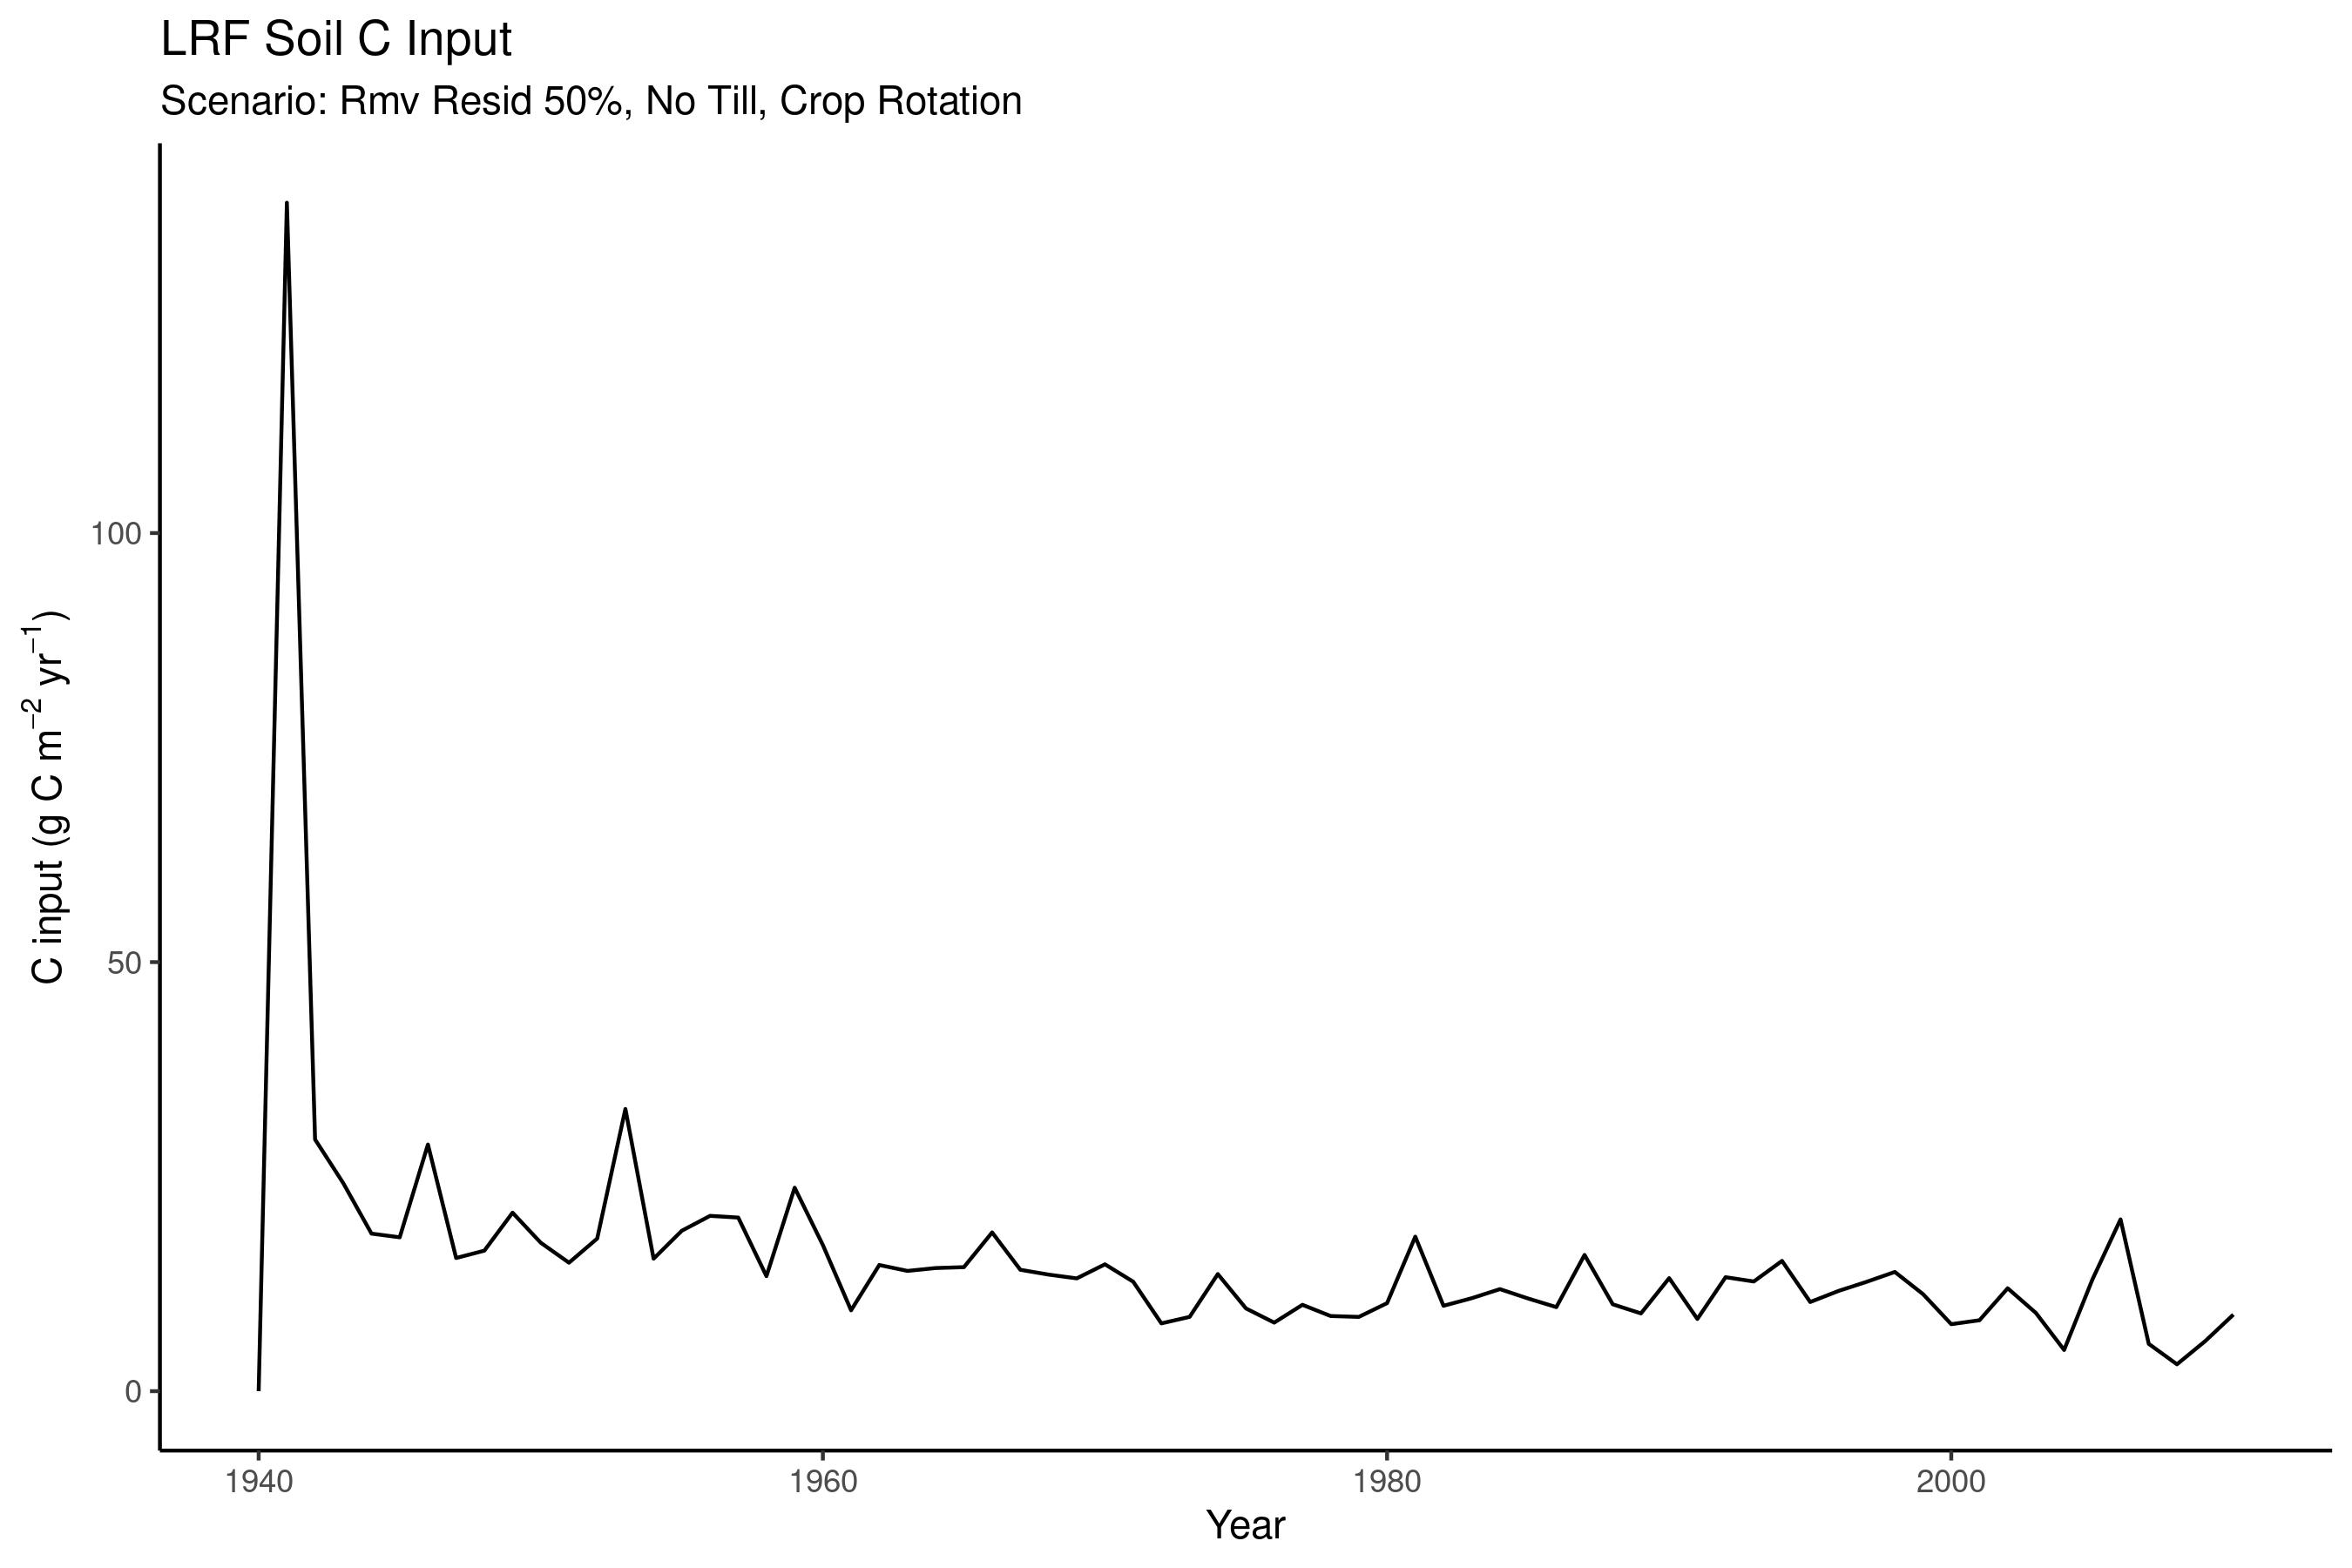 LRF Soil C Input
Scenario: Rmv Resid 50%, No Till, Crop Rotation
C input (g C m⁻² yr⁻¹)
100
50
0
1940 1960 1980 2000
Year